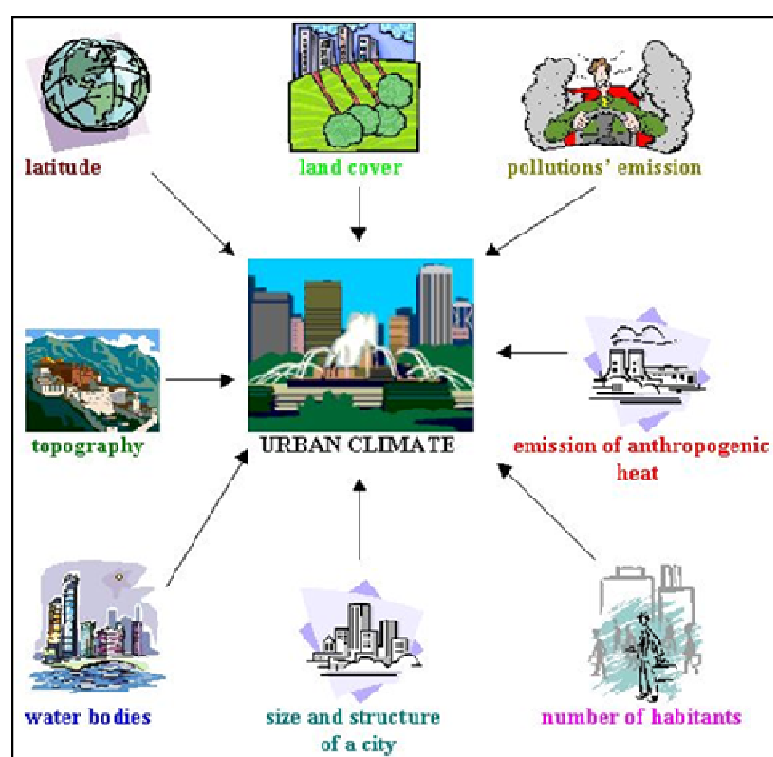 latitude
land cover
pollutions' emission
topography
URBAN CLIMATE
emission of anthropogenic
heat
water bodies
size and structure
of a city
number of habitants